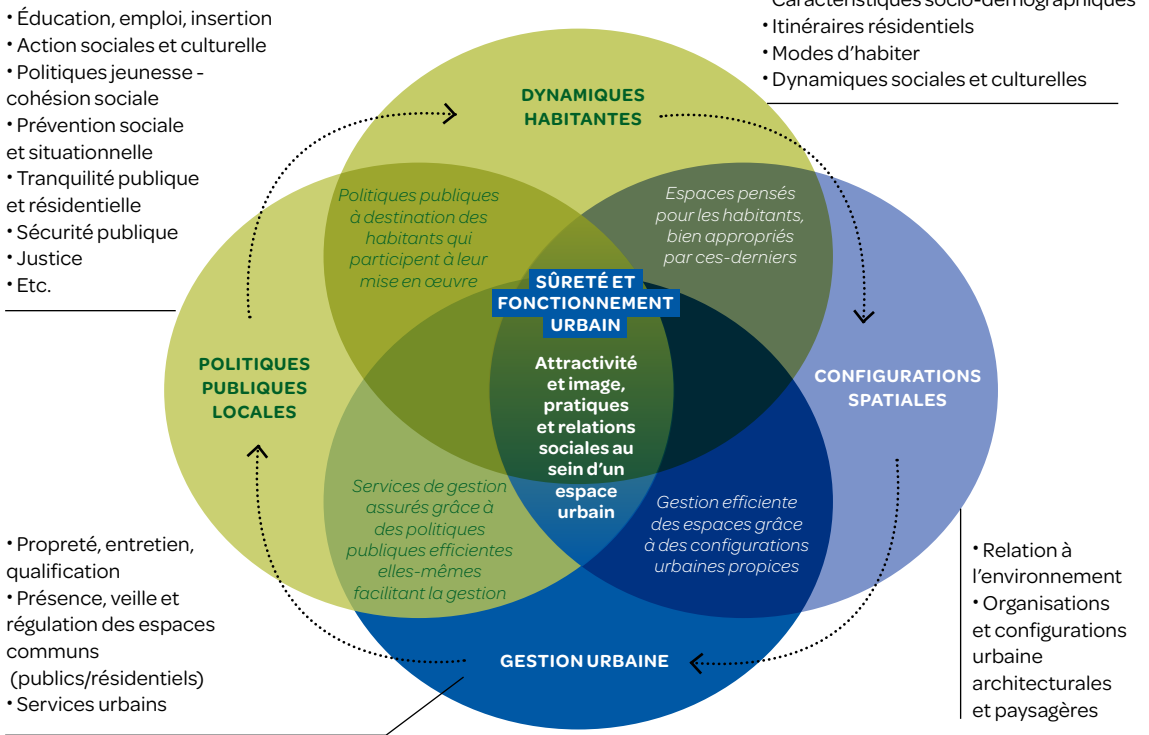 • Éducation, emploi, insertion
• Action sociales et culturelle
• Politiques jeunesse -
cohésion sociale
• Prévention sociale
et situationnelle
• Tranquilité publique
et résidentielle
• Sécurité publique
• Justice
• Etc.
Caractéristiques socio-démographiques
• Itinéraires résidentiels
• Modes d'habiter
• Dynamiques sociales et culturelles
DYNAMIQUES
HABITANTES
Politiques publiques
à destination des
habitants qui
participent à leur
mise en œuvre
Espaces pensés
pour les habitants,
bien appropriés
par ces-derniers
SÛRETÉ ET
FONCTIONNEMENT
URBAIN
Attractivité
et image,
pratiques
et relations
sociales au
sein d'un
espace
urbain
POLITIQUES
PUBLIQUES
LOCALES
CONFIGURATIONS
SPATIALES
Services de gestion
assurés grâce à
des politiques
publiques efficientes
elles-mêmes
facilitant la gestion
Gestion efficiente
des espaces grâce
à des configurations
urbaines propices
GESTION URBAINE
• Propreté, entretien,
qualification
• Présence, veille et
régulation des espaces
communs
(publics/résidentiels)
• Services urbains
• Relation à
l'environnement
• Organisations
et configurations
urbaine
architecturales
et paysagères